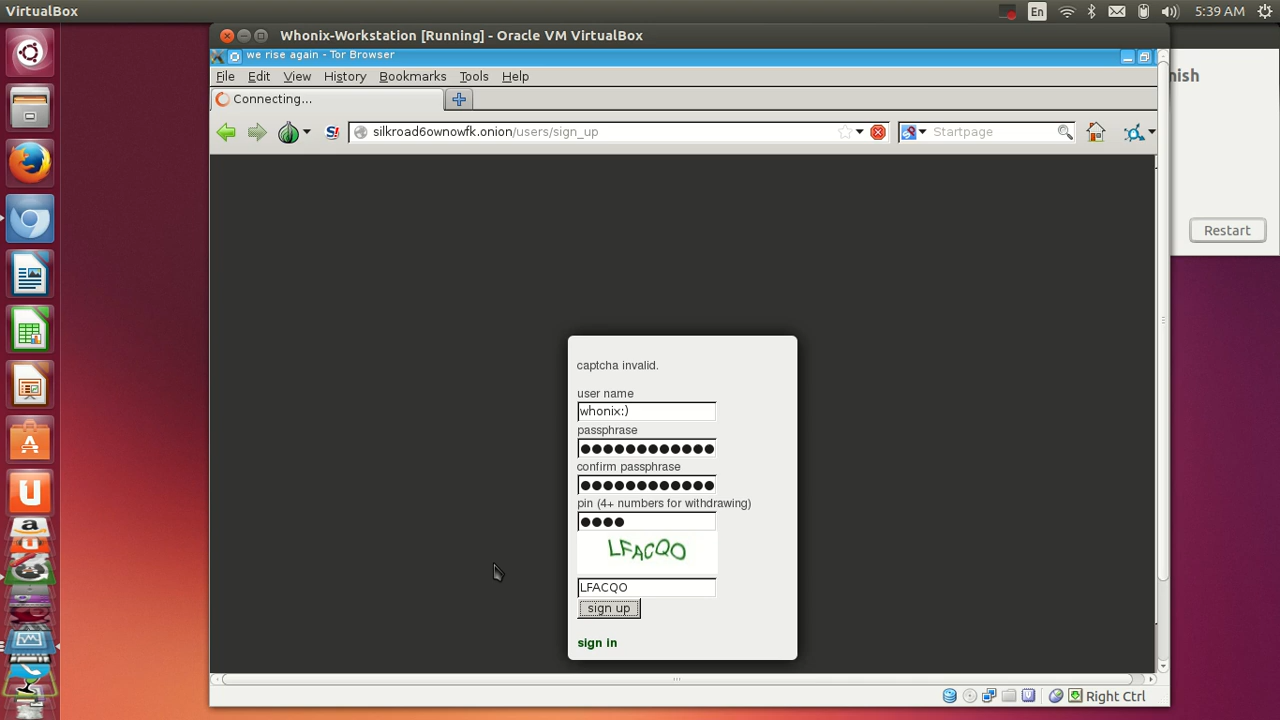 VirtualBox
En
5:39 AM
Whonix-Workstation [Running] - Oracle VM VirtualBox
we rise again - Tor Browser
File Edit View History Bookmarks Tools Help
nish
Connecting...
S!
silkroad6ownowfk.onion/users/sign_up
Startpage
Restart
captcha invalid.
user name
whonix:)
passphrase
confirm passphrase
pin (4+ numbers for withdrawing)
LFACQO
LFACQO
sign up
sign in
Right Ctrl